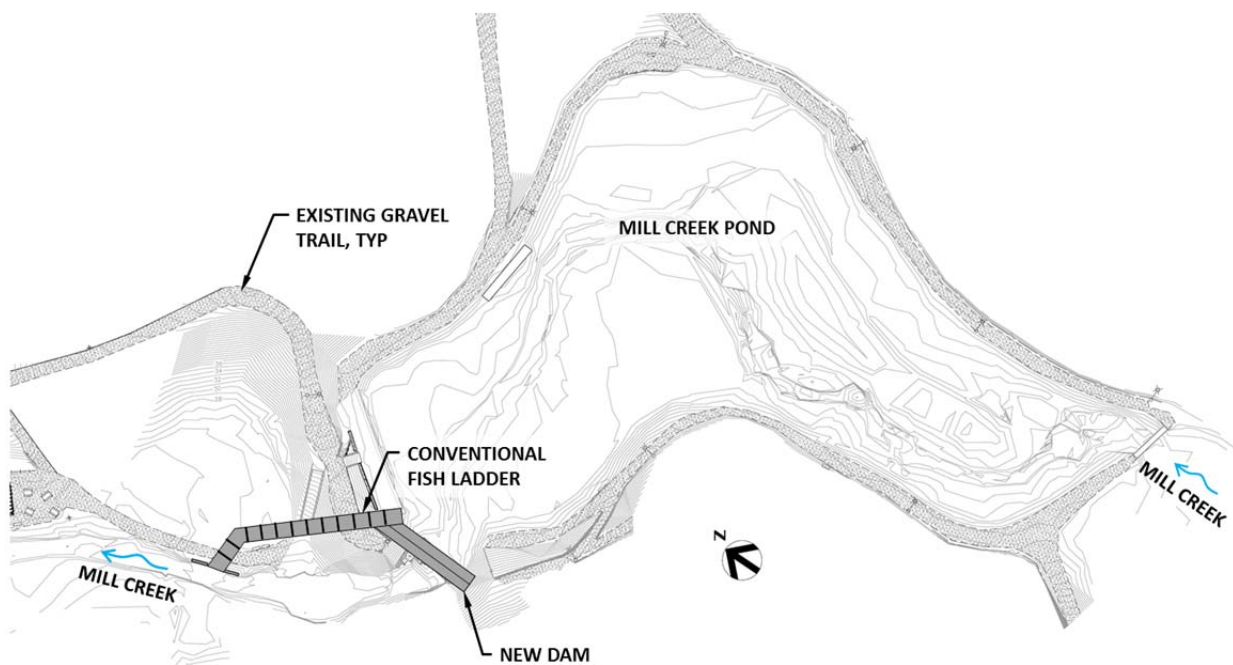 EXISTING GRAVEL
TRAIL, TYP
MILL CREEK POND
CONVENTIONAL
FISH LADDER
MILL CREEK
Z
MILL CREEK
NEW DAM